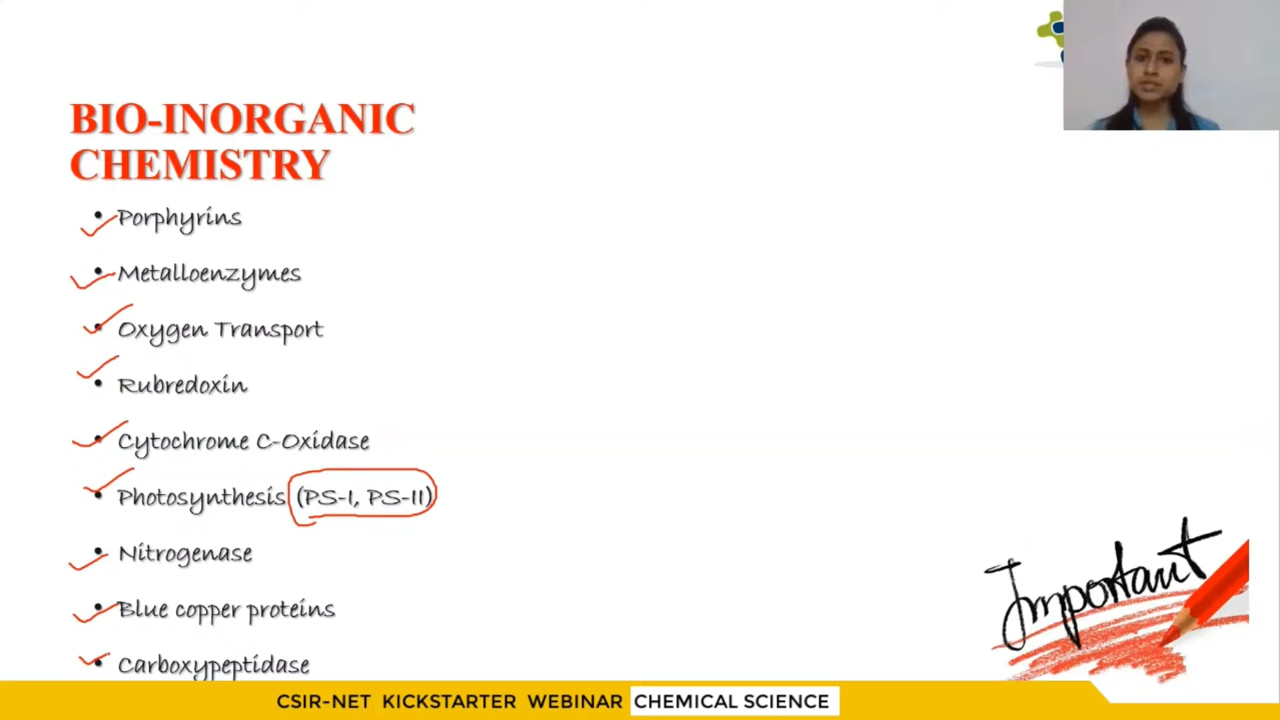 BIO-INORGANIC
CHEMISTRY
• Porphyrins
• Metalloenzymes
• Oxygen Transport
• Rubredoxin
• Cytochrome C-Oxidase
• Photosynthesis (PS-I, PS-II)
• Nitrogenase
• Blue copper proteins
• Carboxypeptidase
Important
CSIR-NET KICKSTARTER WEBINAR CHEMICAL SCIENCE